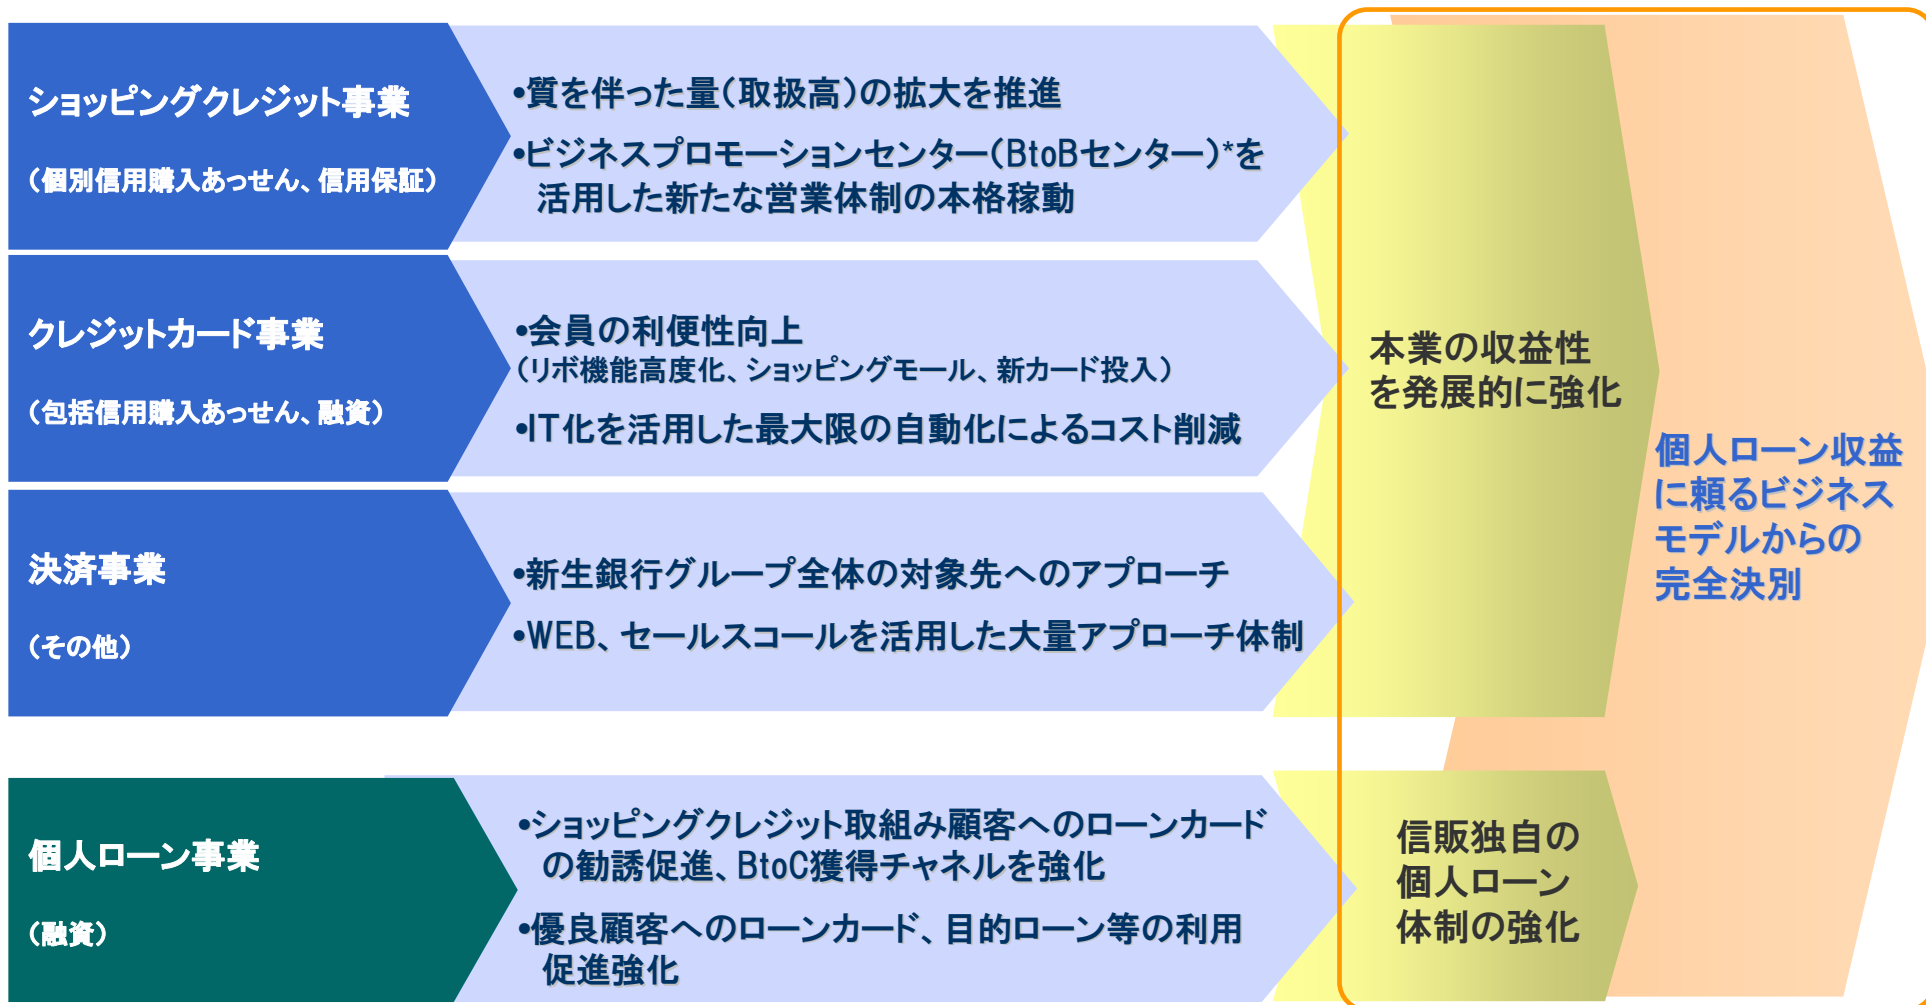 ショッピングクレジット事業
（個別信用購入あっせん、信用保証）
•質を伴った量（取扱高）の拡大を推進
•ビジネスプロモーションセンター（BtoBセンター）*を
活用した新たな営業体制の本格稼動
クレジットカード事業
（包括信用購入あっせん、融資）
•会員の利便性向上
（リボ機能高度化、ショッピングモール、新カード投入）
•IT化を活用した最大限の自動化によるコスト削減
決済事業
（その他）
•新生銀行グループ全体の対象先へのアプローチ
•WEB、セールスコールを活用した大量アプローチ体制
本業の収益性
を発展的に強化
個人ローン事業
（融資）
•ショッピングクレジット取組み顧客へのローンカード
の勧誘促進、BtoC獲得チャネルを強化
•優良顧客へのローンカード、目的ローン等の利用
促進強化
信販独自の
個人ローン
体制の強化
個人ローン収益
に頼るビジネス
モデルからの
完全決別